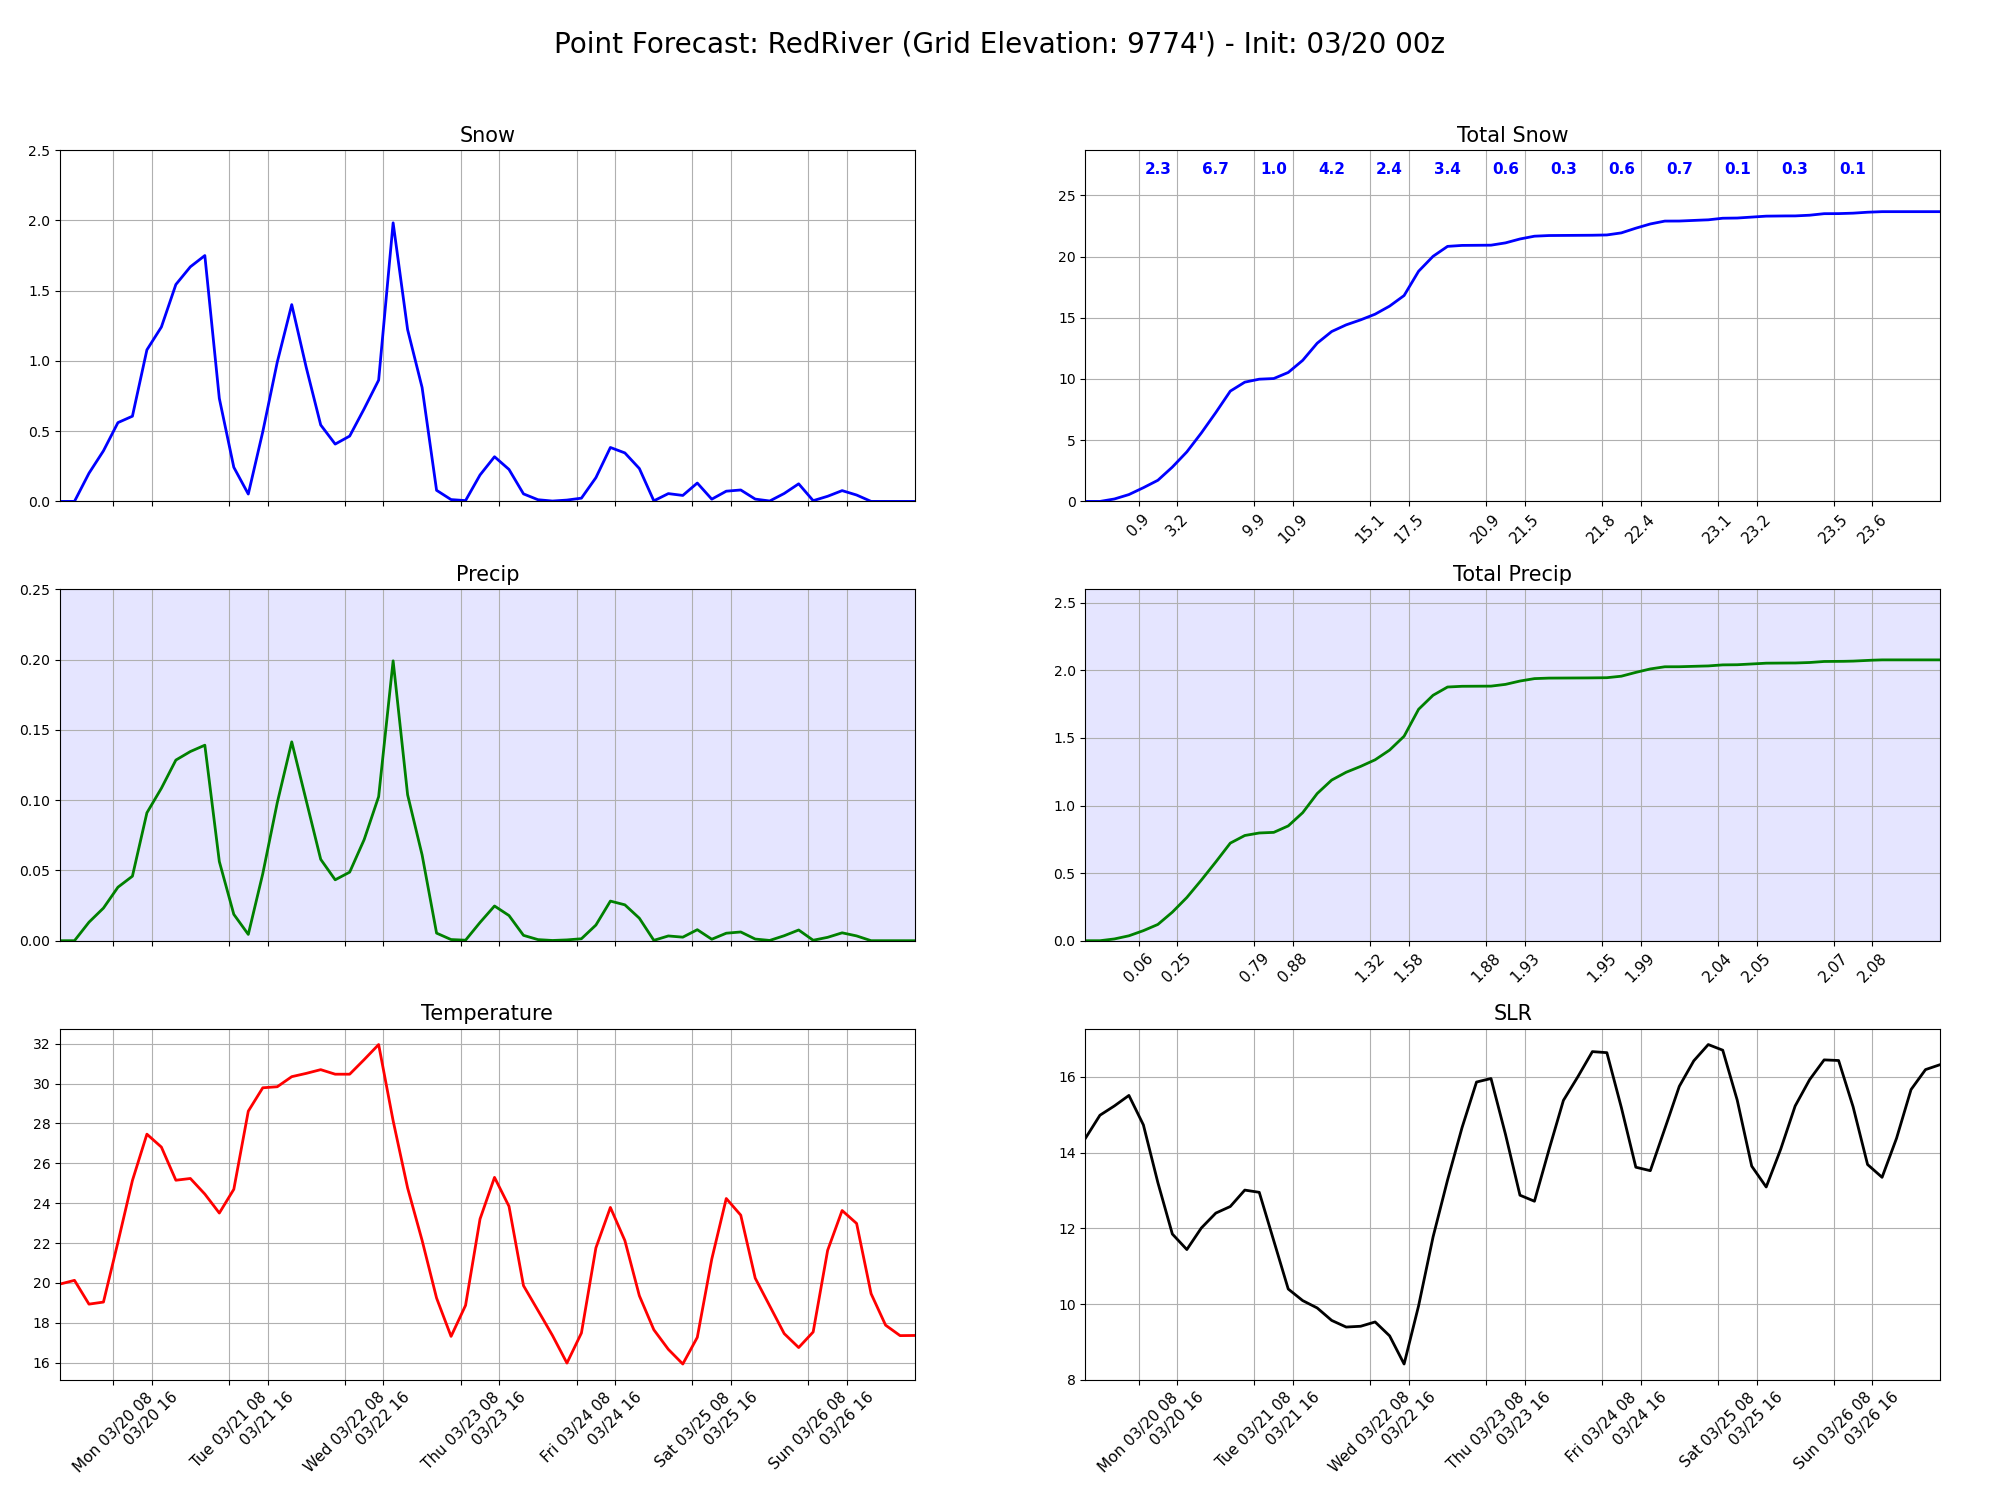 Point Forecast: RedRiver (Grid Elevation: 9774') - Init: 03/20 00z
Snow
2.5
2.0
1.5
1.0
0.5
0.0
Total Snow
2.3 6.7 1.0 4.2 2.4 3.4 0.6 0.3 0.6 0.7 0.1 0.3 0.1
25
20
15
10
5
0
0.9 3.2 9.9 10.9 15.1 17.5 20.9 21.5 21.8 22.4 23.1 23.2 23.5 23.6
Precip
0.25
0.20
0.15
0.10
0.05
0.00
Total Precip
2.5
2.0
1.5
1.0
0.5
0.0
0.06 0.25 0.79 0.88 1.32 1.58 1.88 1.93 1.95 1.99 2.04 2.05 2.07 2.08
Temperature
32
30
28
26
24
22
20
18
16
Mon 03/20 08
03/20 16
Tue 03/21 08
03/21 16
Wed 03/22 08
03/22 16
Thu 03/23 08
03/23 16
Fri 03/24 08
03/24 16
Sat 03/25 08
03/25 16
Sun 03/26 08
03/26 16
SLR
16
14
12
10
8
Mon 03/20 08
03/20 16
Tue 03/21 08
03/21 16
Wed 03/22 08
03/22 16
Thu 03/23 08
03/23 16
Fri 03/24 08
03/24 16
Sat 03/25 08
03/25 16
Sun 03/26 08
03/26 16